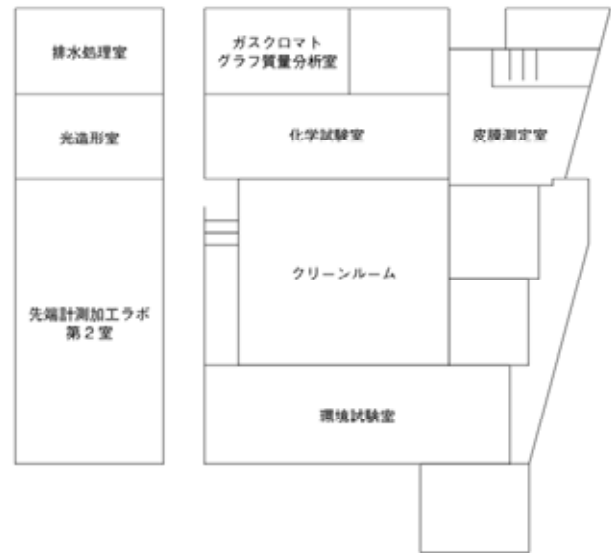 排水処理室
ガスクロマト
グラフ質量分析室
光造形室
化学試験室
皮膜測定室
クリーンルーム
先端計測加工ラボ
第２室
環境試験室